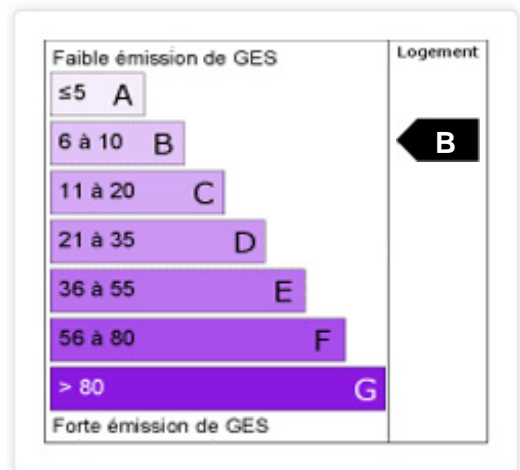 Faible émission de GES
Logement
≤5 A
6 à 10 B
B
11 à 20 C
21 à 35 D
36 à 55 E
56 à 80 F
> 80 G
Forte émission de GES